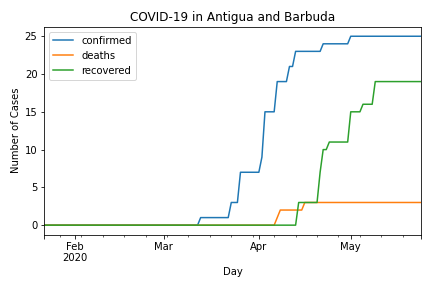 COVID-19 in Antigua and Barbuda
confirmed
deaths
recovered
25
20
15
10
5
0
Number of Cases
Feb
2020
Mar
Apr
May
Day